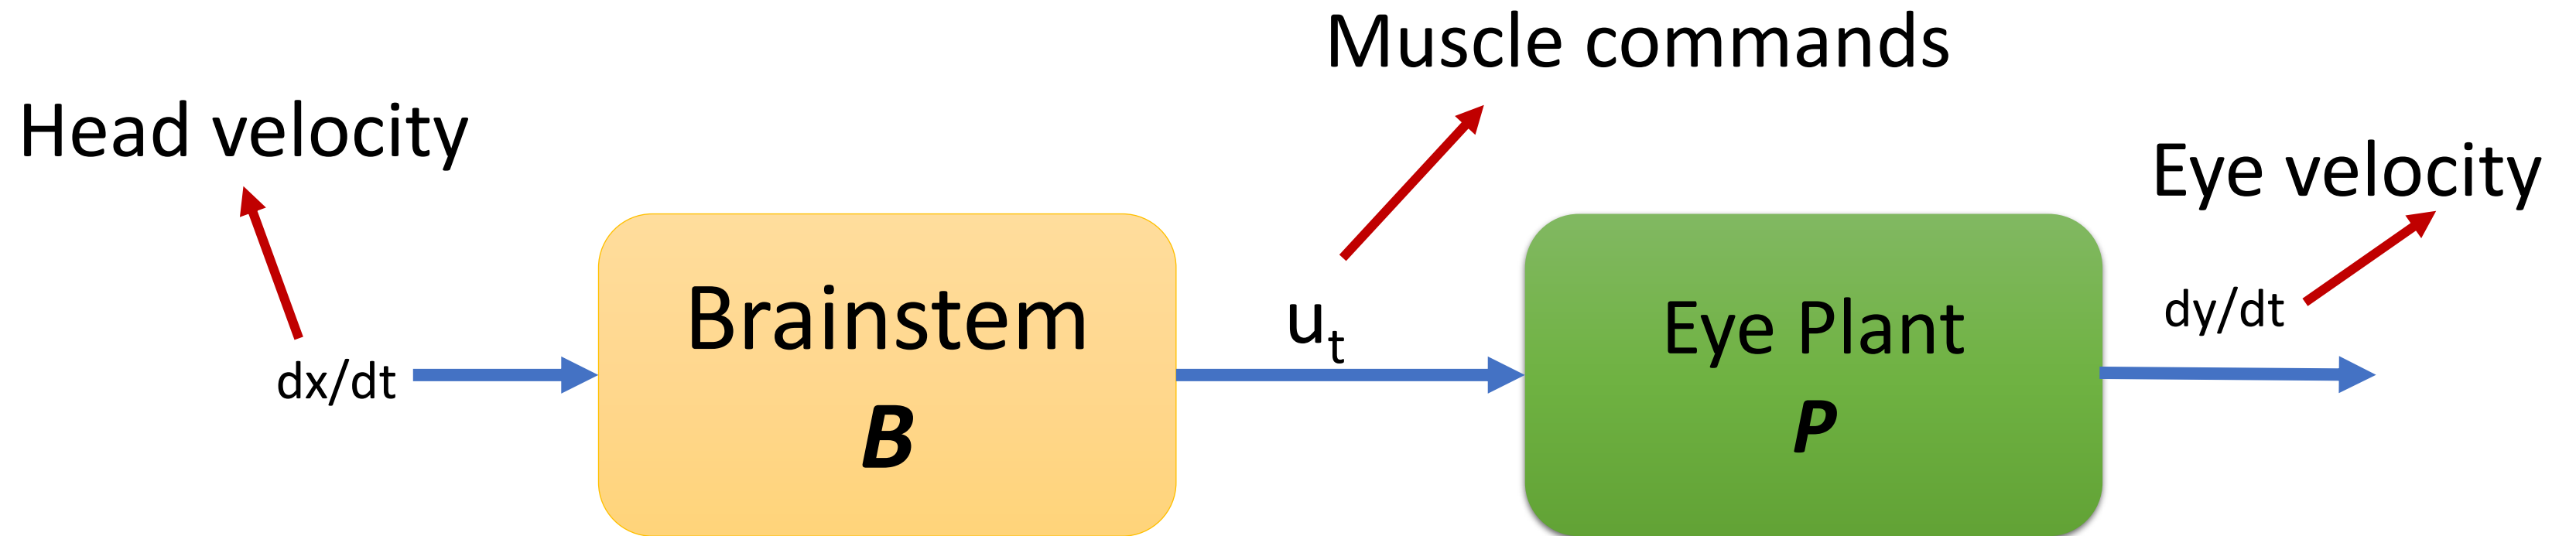 Muscle commands
Head velocity
Eye velocity
dx/dt
Brainstem
B
uₜ
Eye Plant
P
dy/dt